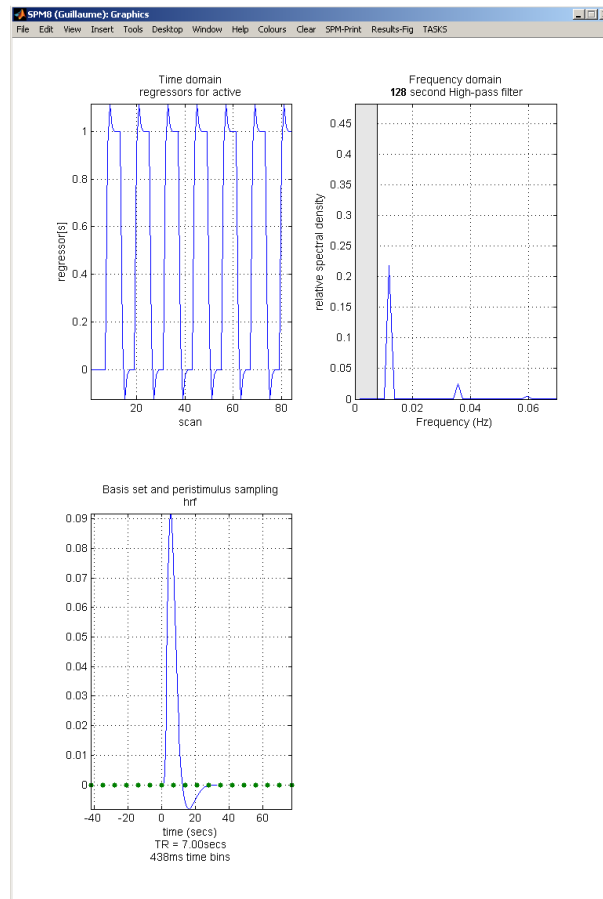 SPM8 (Guillaume): Graphics
File Edit View Insert Tools Desktop Window Help Colours Clear SPM-Print Results-Fig TASKS
Time domain
regressors for active
1
0.8
0.6
0.4
0.2
0
regressor[s]
20 40 60 80
scan
Frequency domain
128 second High-pass filter
0.45
0.4
0.35
0.3
0.25
0.2
0.15
0.1
0.05
0
relative spectral density
0 0.02 0.04 0.06
Frequency (Hz)
Basis set and peristimulus sampling
hrf
0.09
0.08
0.07
0.06
0.05
0.04
0.03
0.02
0.01
0
-40 -20 0 20 40 60
time (secs)
TR = 7.00secs
438ms time bins